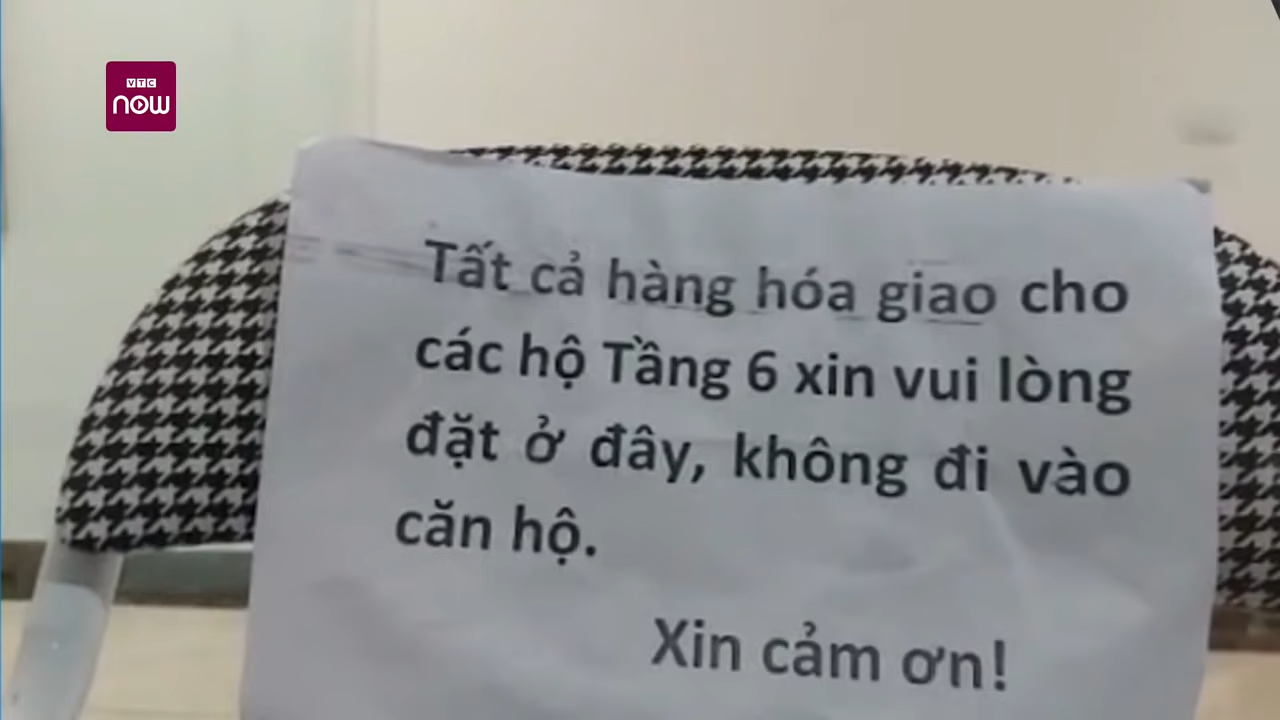 VTC
now
Tất cả hàng hóa giao cho
các hộ Tầng 6 xin vui lòng
đặt ở đây, không đi vào
căn hộ.
Xin cảm ơn!